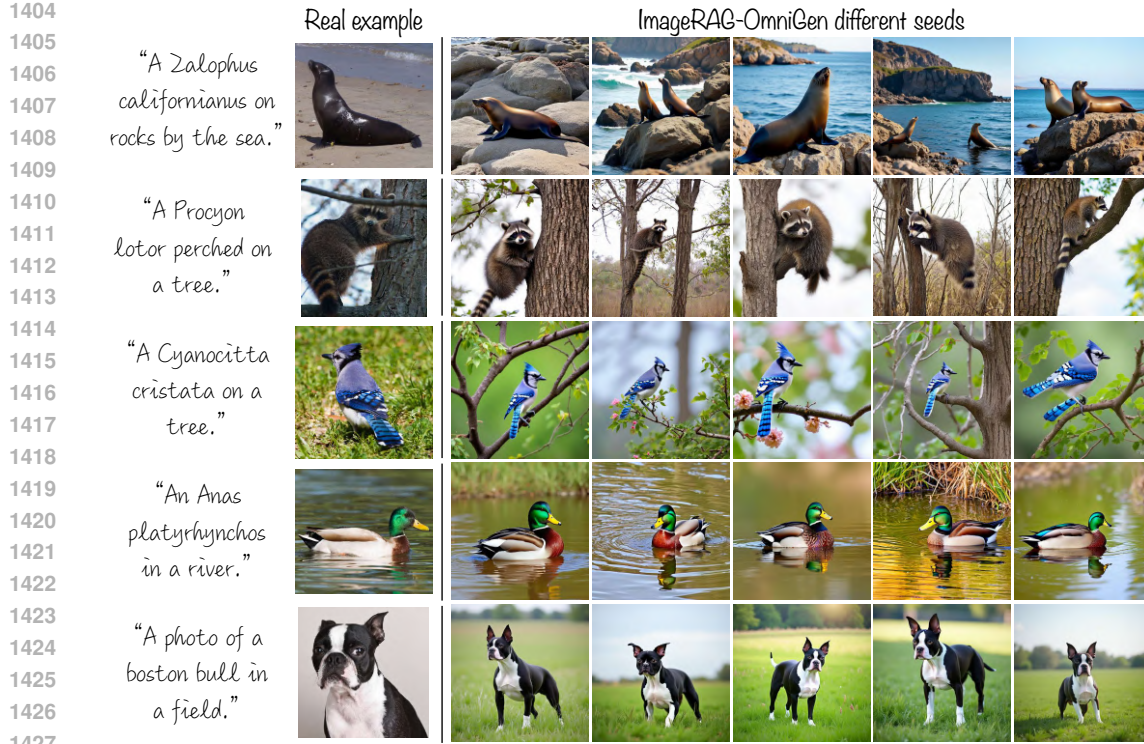 1404
1405
1406
1407
1408
1409
1410
1411
1412
1413
1414
1415
1416
1417
1418
1419
1420
1421
1422
1423
1424
1425
1426
1427
Real example
ImageRAG-OmniGen different seeds
“A Zalophus
californianus on
rocks by the sea.”
“A Procyon
lotor perched on
a tree.”
“A Cyanocitta
cristata on a
tree.”
“An Anas
platyrhynchos
in a river.”
“A photo of a
boston bull in
a field.”